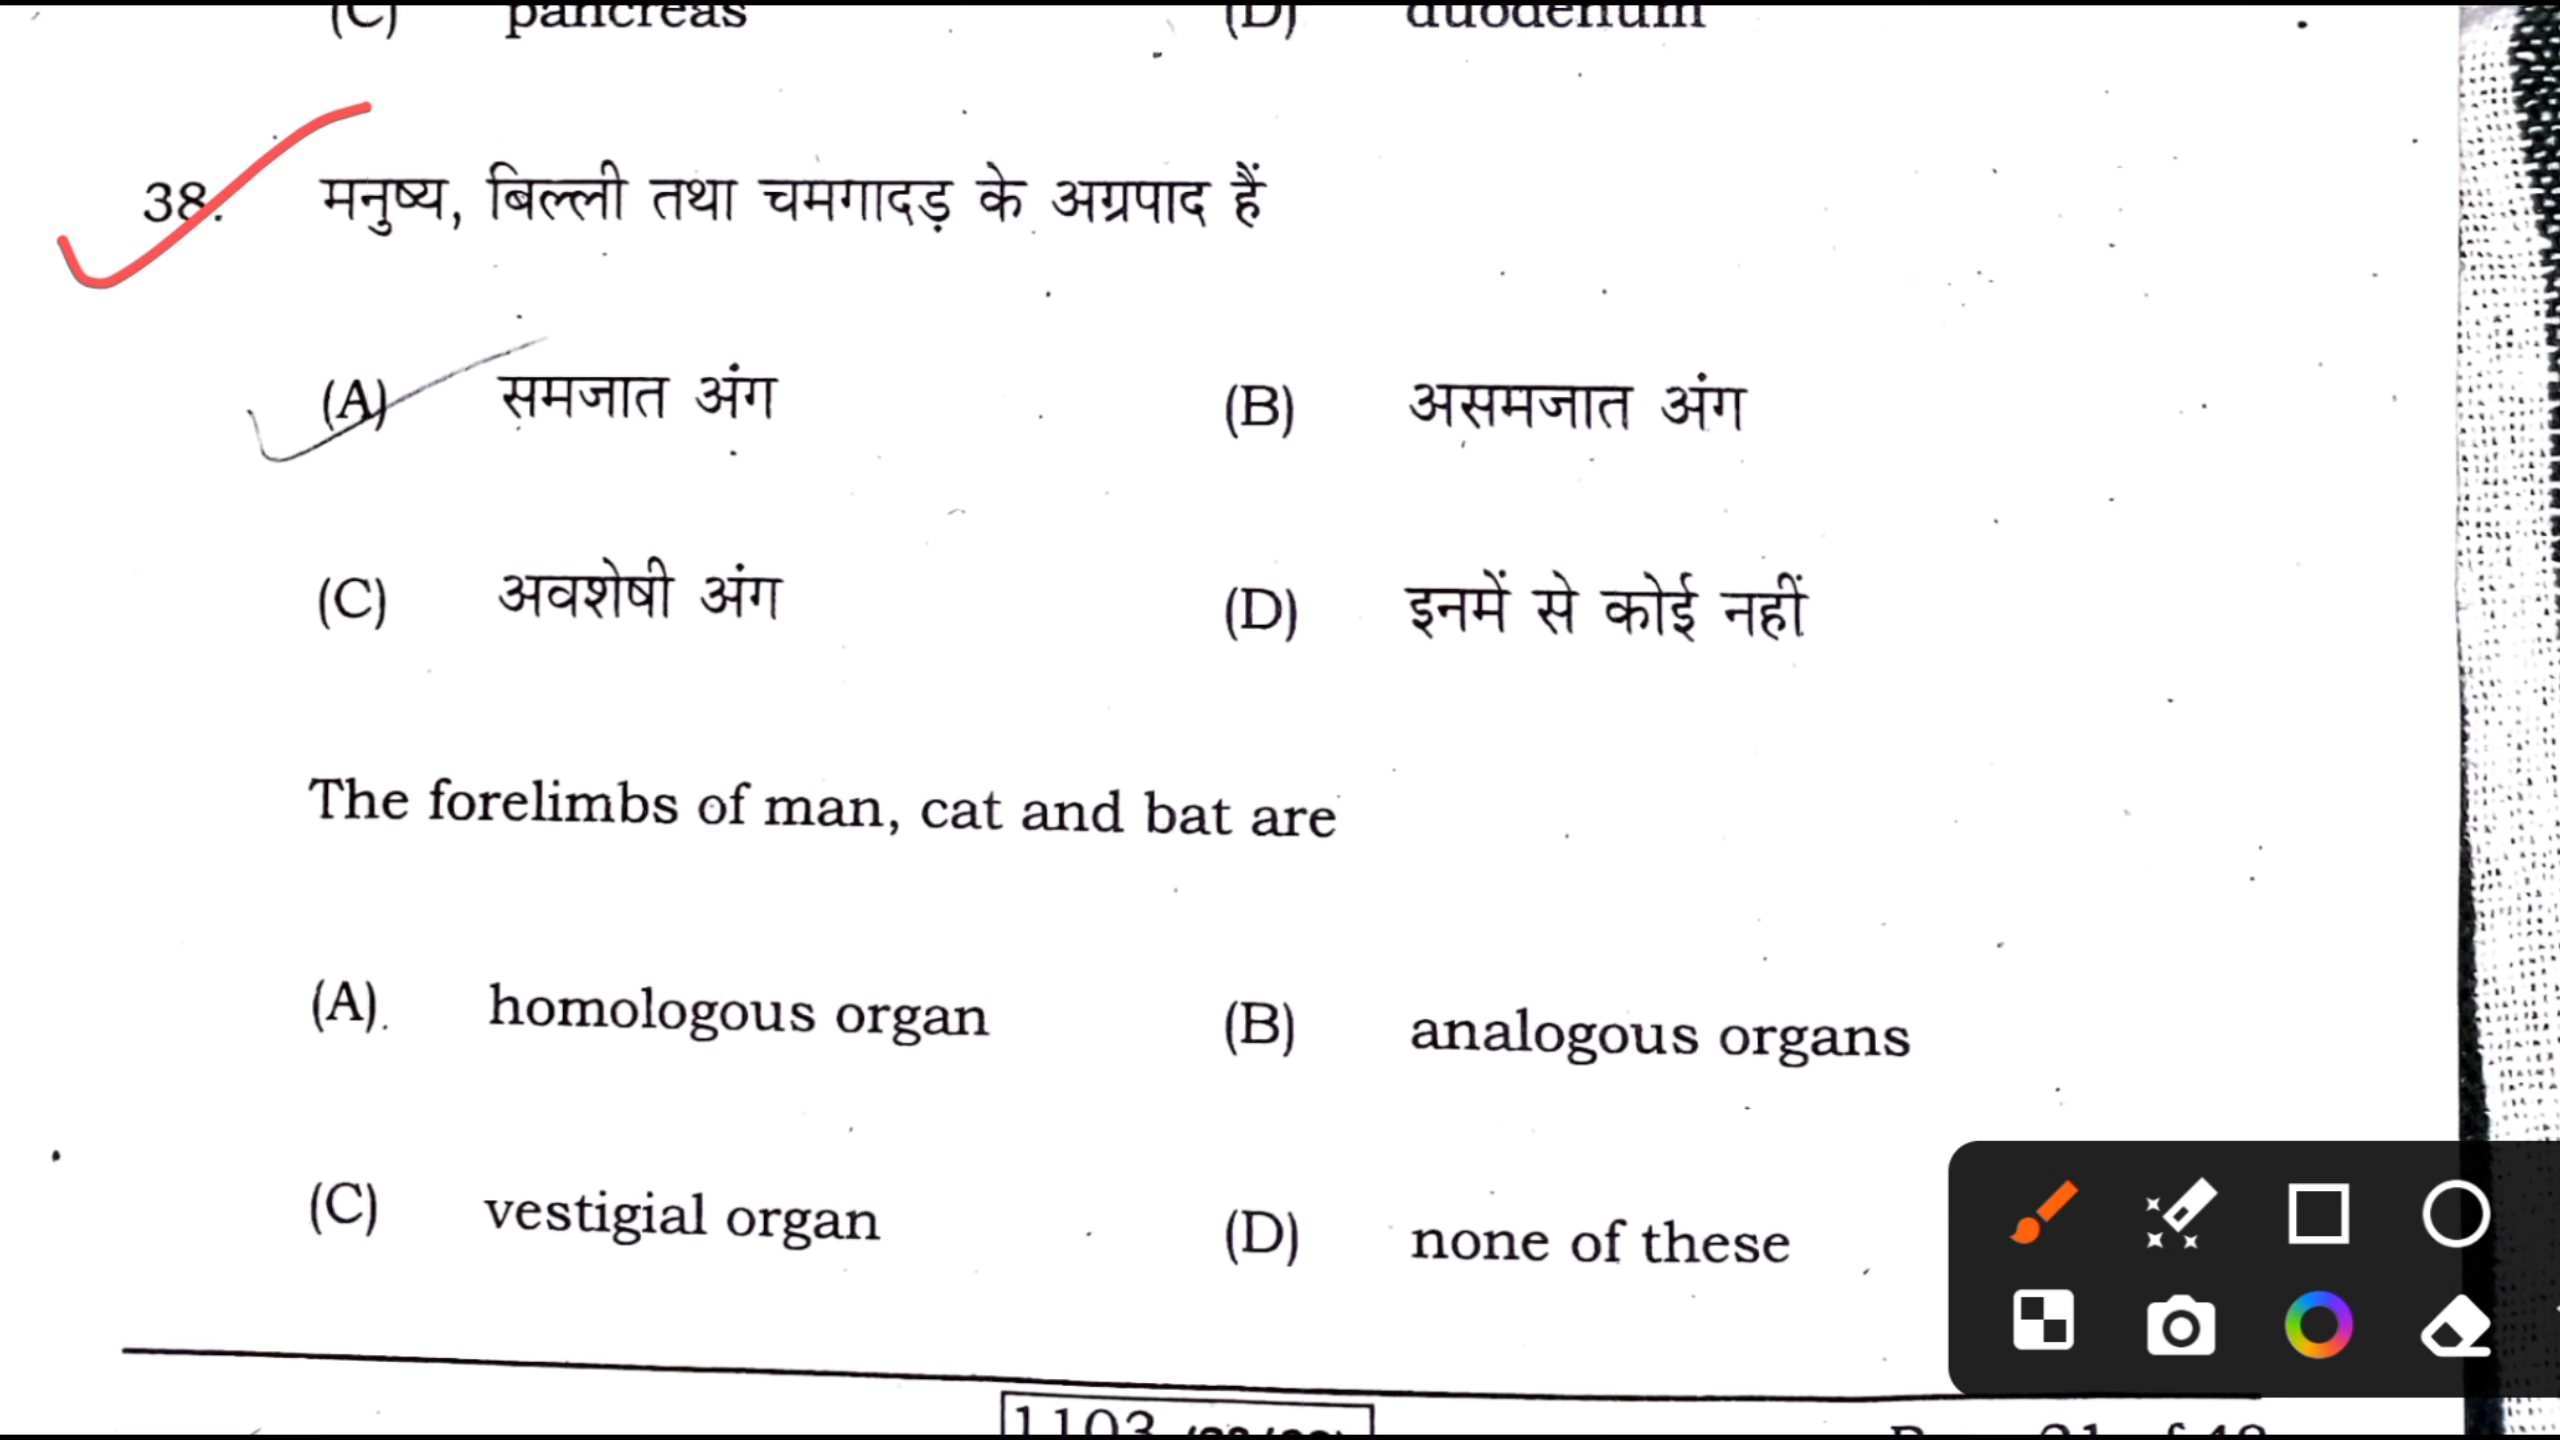 (C) pancreas (D) duodenum
38. मनुष्य, बिल्ली तथा चमगादड़ के अग्रपाद हैं
(A) समजात अंग (B) असमजात अंग
(C) अवशेषी अंग (D) इनमें से कोई नहीं
The forelimbs of man, cat and bat are
(A). homologous organ (B) analogous organs
(C) vestigial organ (D) none of these
1103